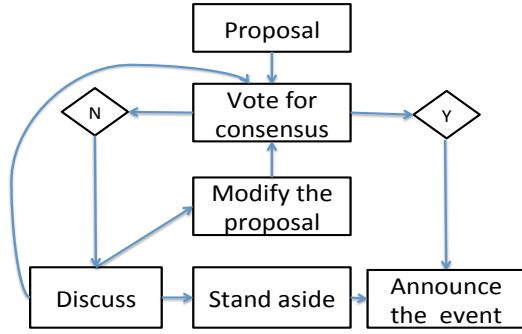 Proposal
N
Vote for
consensus
Y
Modify the
proposal
Discuss
Stand aside
Announce
the event